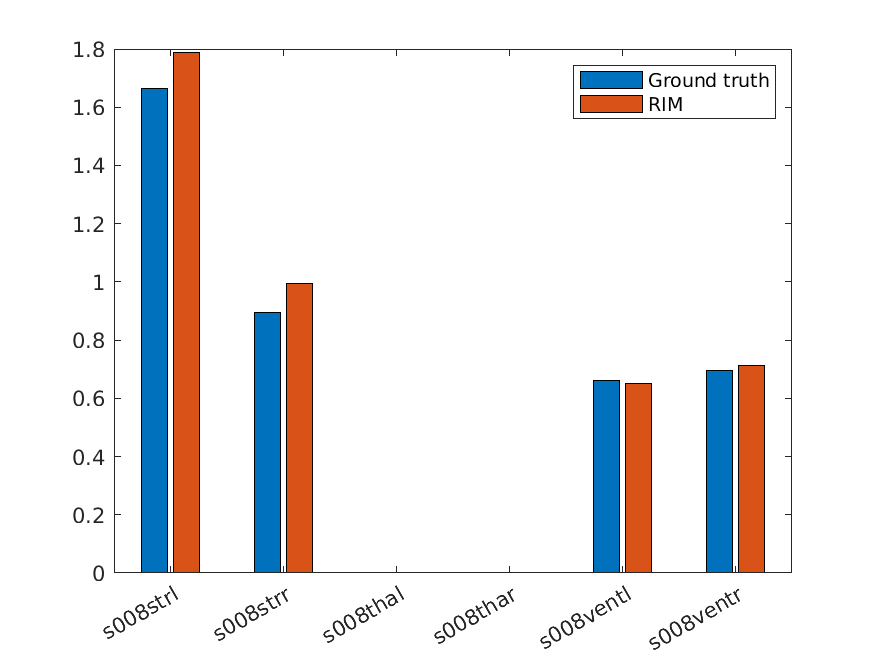 1.8
1.6
1.4
1.2
1
0.8
0.6
0.4
0.2
0
Ground truth
RIM
s008strl
s008strr
s008thal
s008thar
s008ventl
s008ventr